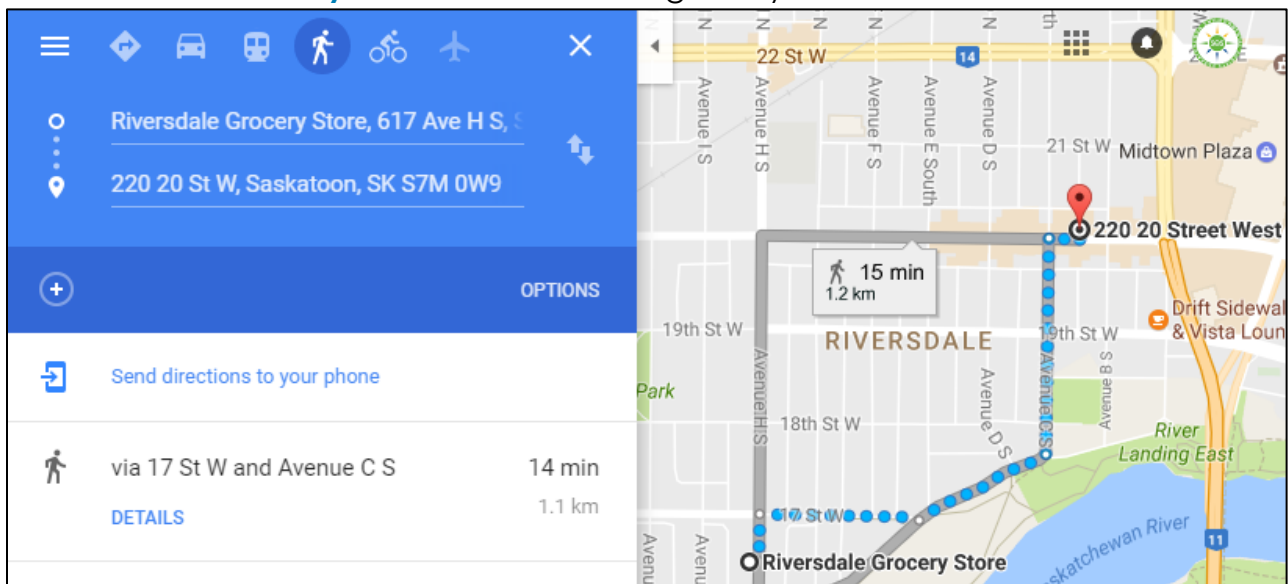 Riversdale Grocery Store, 617 Ave H S,
220 20 St W, Saskatoon, SK S7M 0W9
OPTIONS
Send directions to your phone
via 17 St W and Avenue C S 14 min
DETAILS 1.1 km
N N N N N th
22 St W 14
Avenue I S
Avenue H S
Avenue F S
Avenue E South
Avenue D S
21 St W Midtown Plaza
220 20 Street West
15 min
1.2 km
Drift Sidewal
& Vista Loun
19th St W
RIVERSDALE
19th St W
Park
Avenue H S
Avenue D S
Avenue C S
Avenue B S
18th St W
River
Landing East
17 St W
skatchewan River
11
Avenu
Avenu
Riversdale Grocery Store